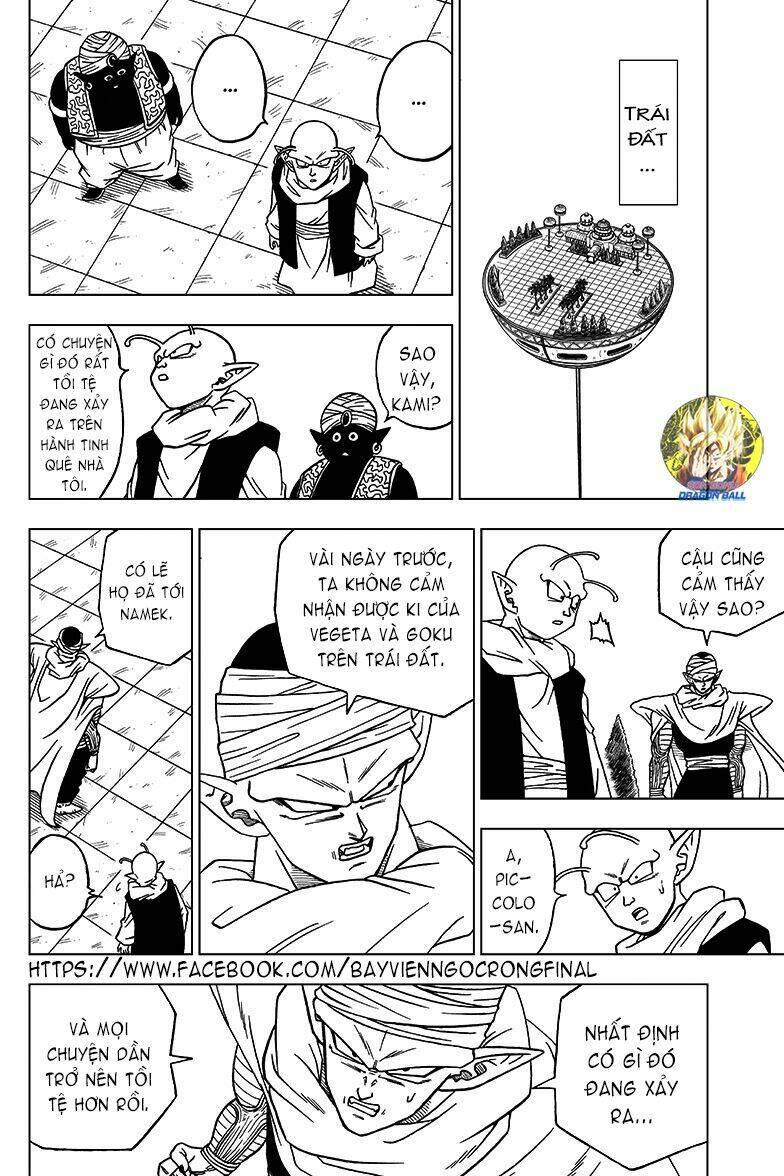 TRÁI
ĐẤT
...
...
...
SAO
VẬY,
KAMI?
CÓ CHUYỆN
GÌ ĐÓ RẤT
TỒI TỆ
ĐANG XẢY
RA TRÊN
HÀNH TINH
QUÊ NHÀ
TÔI.
CẬU CŨNG
CẢM THẤY
VẬY SAO?
A,
PIC-
COLO
-SAN.
VÀI NGÀY TRƯỚC,
TA KHÔNG CẢM
NHẬN ĐƯỢC KI CỦA
VEGETA VÀ GOKU
TRÊN TRÁI ĐẤT.
CÓ LẼ
HỌ ĐÃ TỚI
NAMEK.
HẢ?
HTTPS://WWW.FACEBOOK.COM/BAYVIENNGOCRONGFINAL
NHẤT ĐỊNH
CÓ GÌ ĐÓ
ĐANG XẢY
RA...
VÀ MỌI
CHUYỆN DẦN
TRỞ NÊN TỒI
TỆ HƠN RỒI.
DRAGON BALL